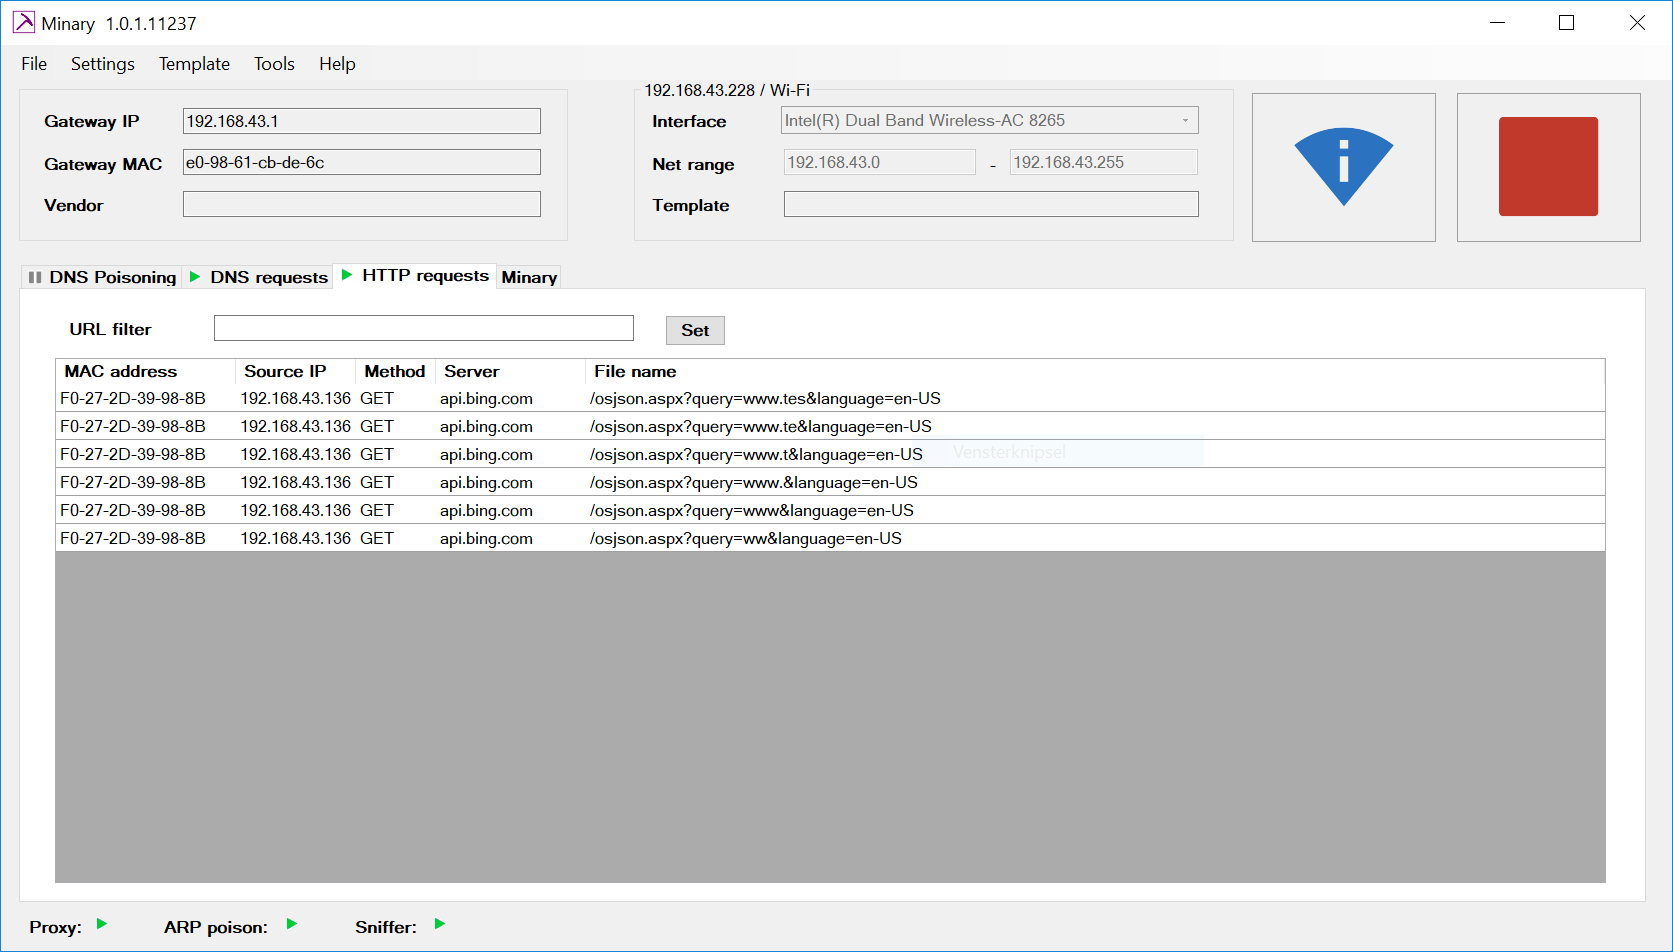 Minary 1.0.1.11237
File Settings Template Tools Help
Gateway IP 192.168.43.1
Gateway MAC e0-98-61-cb-de-6c
Vendor
192.168.43.228 / Wi-Fi
Interface Intel(R) Dual Band Wireless-AC 8265
Net range 192.168.43.0 - 192.168.43.255
Template
DNS Poisoning DNS requests HTTP requests Minary
URL filter Set
MAC address Source IP Method Server File name
F0-27-2D-39-98-8B 192.168.43.136 GET api.bing.com /osjson.aspx?query=www.tes&language=en-US
F0-27-2D-39-98-8B 192.168.43.136 GET api.bing.com /osjson.aspx?query=www.te&language=en-US
F0-27-2D-39-98-8B 192.168.43.136 GET api.bing.com /osjson.aspx?query=www.t&language=en-US
Vensterknipsel
F0-27-2D-39-98-8B 192.168.43.136 GET api.bing.com /osjson.aspx?query=www.&language=en-US
F0-27-2D-39-98-8B 192.168.43.136 GET api.bing.com /osjson.aspx?query=www&language=en-US
F0-27-2D-39-98-8B 192.168.43.136 GET api.bing.com /osjson.aspx?query=ww&language=en-US
Proxy: ARP poison: Sniffer: